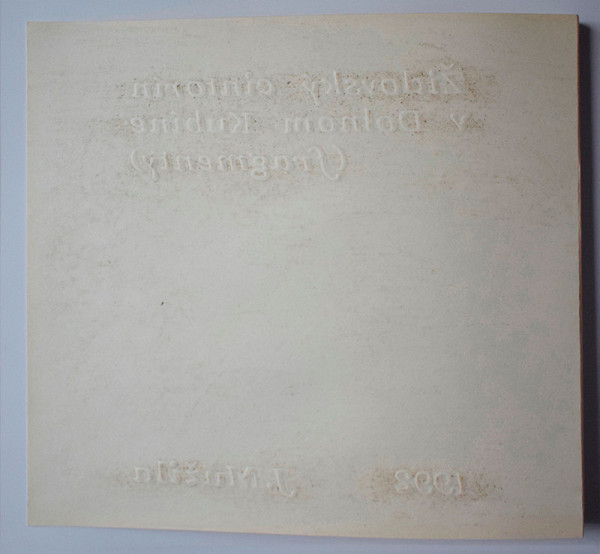 Židovský cintorín
v Dolnom Kubíne
(fragmenty)
1992 J.